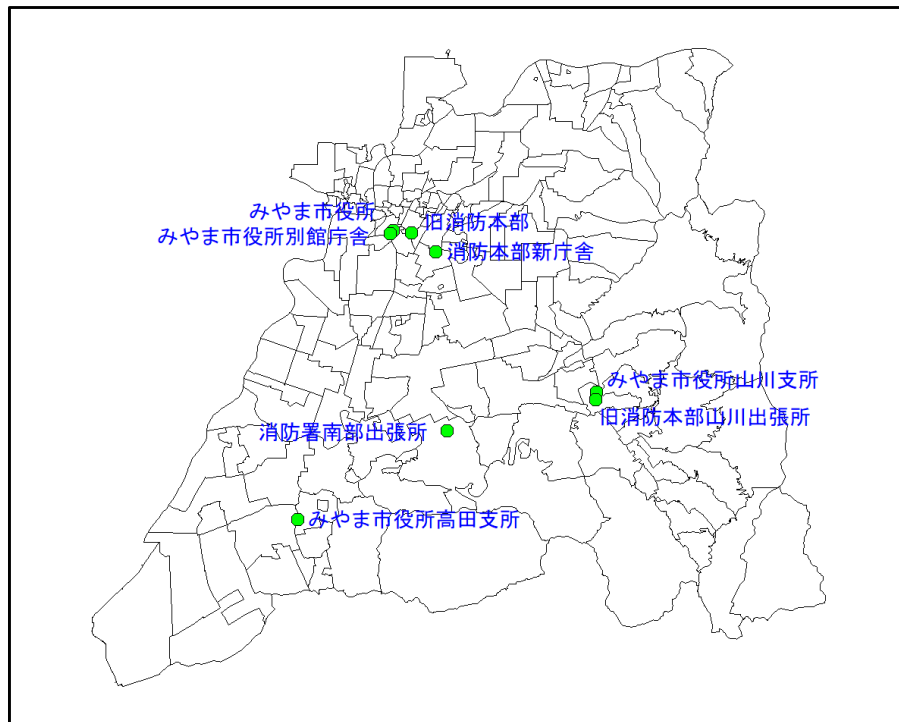 みやま市役所
旧消防本部
みやま市役所別館庁舎
消防本部新庁舎
みやま市役所山川支所
旧消防本部山川出張所
消防署南部出張所
みやま市役所高田支所